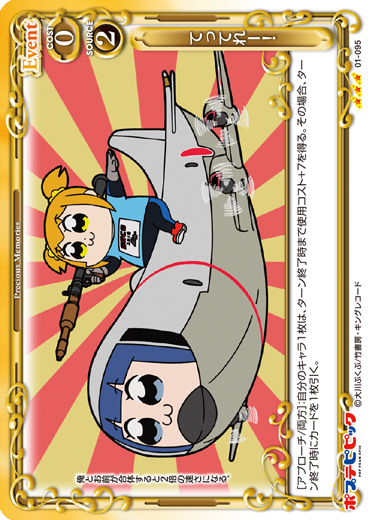 Event
COST
0
SOURCE
2
てってれー!
Precious Memories
俺とお前が合体すると2倍の速さになる。
[アプローチ/両方]:自分のキャラ1枚は、ターン終了時まで使用コスト+7を得る。その場合、ター
ン終了時にカードを1枚引く。
©大川ぶくぶ/竹書房・キングレコード
01-095
ポプテピピック